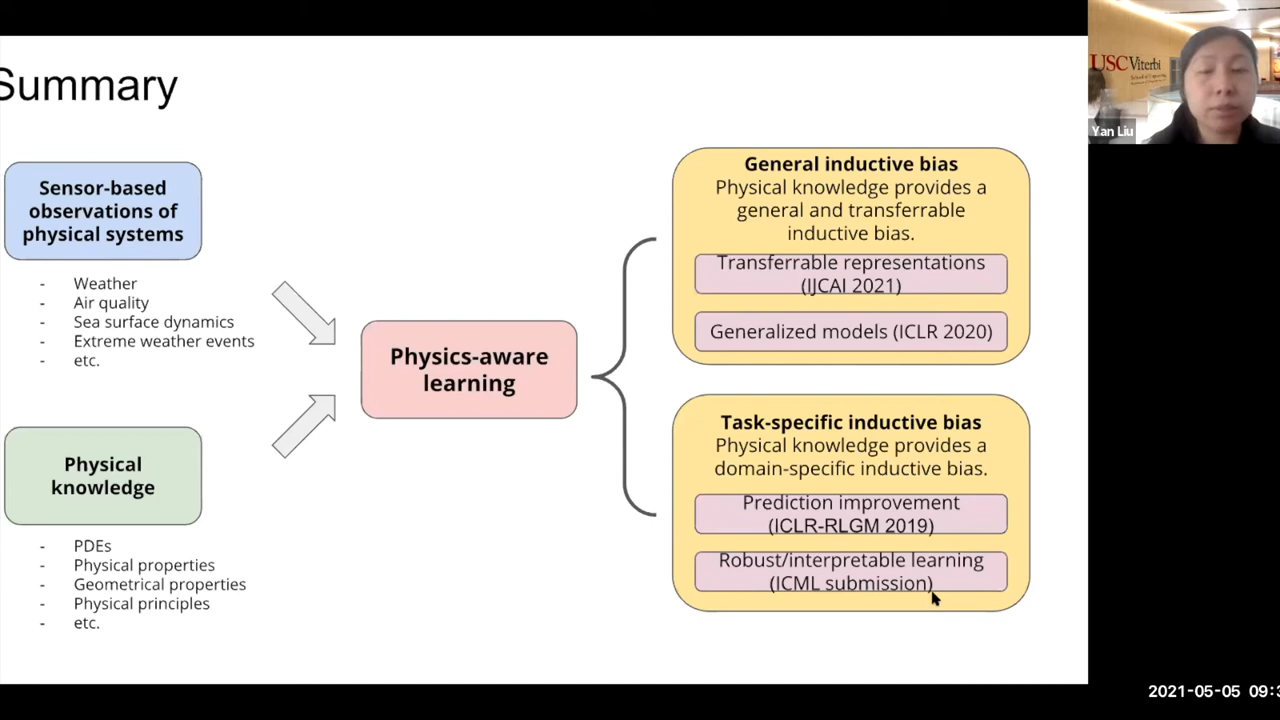 Summary
Sensor-based
observations of
physical systems
- Weather
- Air quality
- Sea surface dynamics
- Extreme weather events
- etc.
Physical
knowledge
- PDEs
- Physical properties
- Geometrical properties
- Physical principles
- etc.
Physics-aware
learning
General inductive bias
Physical knowledge provides a
general and transferrable
inductive bias.
Transferrable representations
(IJCAI 2021)
Generalized models (ICLR 2020)
Task-specific inductive bias
Physical knowledge provides a
domain-specific inductive bias.
Prediction improvement
(ICLR-RLGM 2019)
Robust/interpretable learning
(ICML submission)
USC Viterbi
School of Engineering
Yan Liu
2021-05-05 09:3